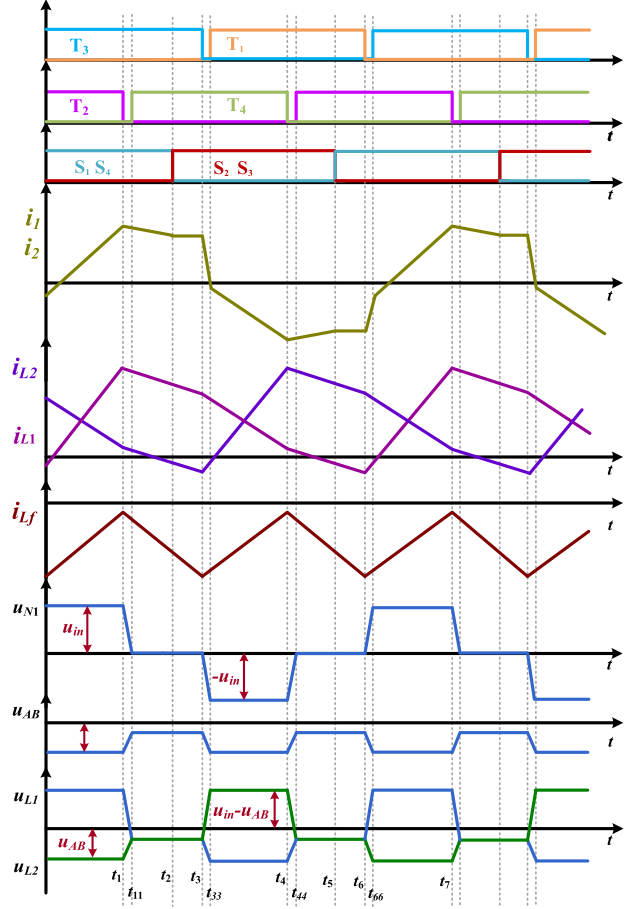 T3 T1
t
T2 T4
t
S1 S4 S2 S3
t
i1
i2
t
iL2
iL1
t
iLf
t
uN1
uin
-uin
t
uAB
uL1
uin-uAB
uAB
t
uL2
t1 t11 t2 t3 t33 t4 t44 t5 t6 t66 t7